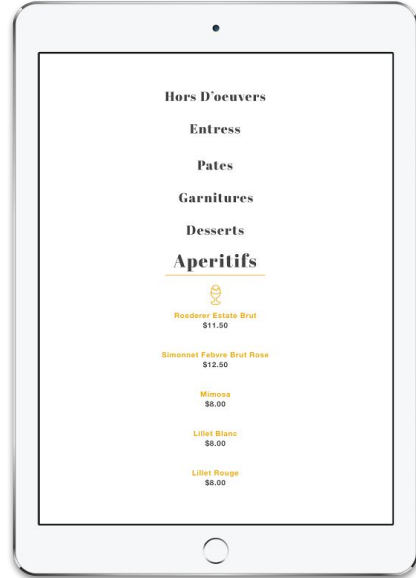 Hors D'oeuvers
Entress
Pates
Garnitures
Desserts
Aperitifs
Roederer Estate Brut
$11.50
Simonnet Febvre Brut Rose
$12.50
Mimosa
$8.00
Lillet Blanc
$8.00
Lillet Rouge
$8.00